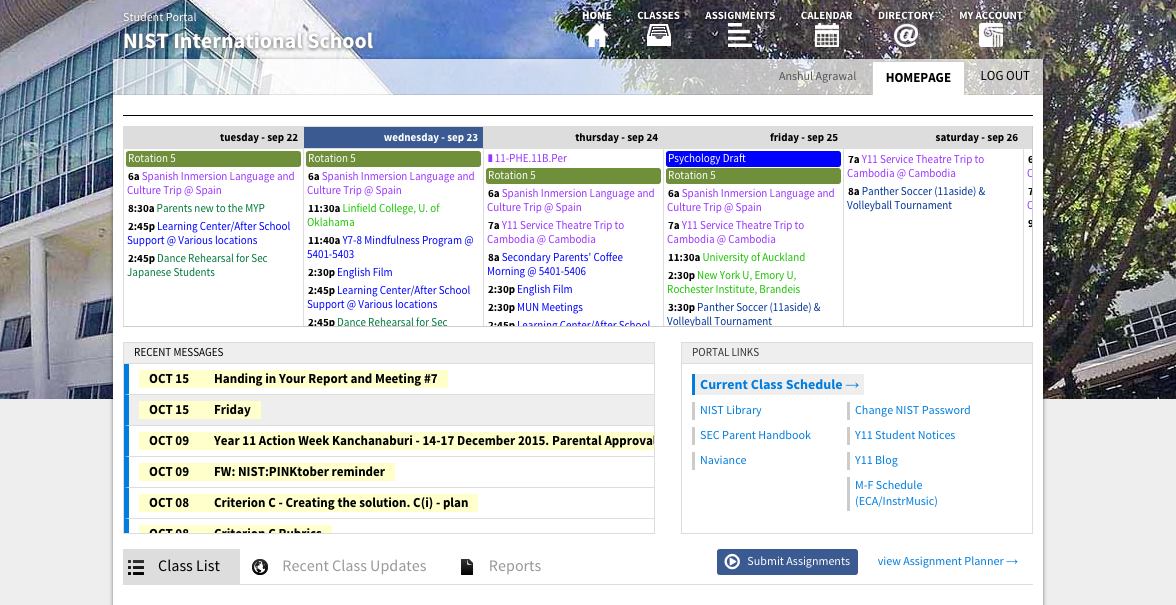 Student Portal
NIST International School
HOME CLASSES ASSIGNMENTS CALENDAR DIRECTORY MY ACCOUNT
Anshul Agrawal HOMEPAGE LOG OUT
tuesday - sep 22
Rotation 5
6a Spanish Inmersion Language and
Culture Trip @ Spain
8:30a Parents new to the MYP
2:45p Learning Center/After School
Support @ Various locations
2:45p Dance Rehearsal for Sec
Japanese Students
wednesday - sep 23
Rotation 5
6a Spanish Inmersion Language and
Culture Trip @ Spain
11:30a Linfield College, U. of
Oklahoma
11:40a Y7-8 Mindfulness Program @
5401-5403
2:30p English Film
2:45p Learning Center/After School
Support @ Various locations
2:45p Dance Rehearsal for Sec
thursday - sep 24
11-PHE.11B.Per
Rotation 5
6a Spanish Inmersion Language and
Culture Trip @ Spain
7a Y11 Service Theatre Trip to
Cambodia @ Cambodia
8a Secondary Parents' Coffee
Morning @ 5401-5406
2:30p English Film
2:30p MUN Meetings
2:45p Learning Center/After School
friday - sep 25
Psychology Draft
Rotation 5
6a Spanish Inmersion Language and
Culture Trip @ Spain
7a Y11 Service Theatre Trip to
Cambodia @ Cambodia
11:30a University of Auckland
2:30p New York U, Emory U,
Rochester Institute, Brandeis
3:30p Panther Soccer (11aside) &
Volleyball Tournament
saturday - sep 26
7a Y11 Service Theatre Trip to
Cambodia @ Cambodia
8a Panther Soccer (11aside) &
Volleyball Tournament
RECENT MESSAGES
OCT 15 Handing in Your Report and Meeting #7
OCT 15 Friday
OCT 09 Year 11 Action Week Kanchanaburi - 14-17 December 2015. Parental Approval
OCT 09 FW: NIST:PINKtober reminder
OCT 08 Criterion C - Creating the solution. C(i) - plan
OCT 08 Criterion C Rubrics
PORTAL LINKS
Current Class Schedule →
NIST Library
SEC Parent Handbook
Naviance
Change NIST Password
Y11 Student Notices
Y11 Blog
M-F Schedule
(ECA/InstrMusic)
Class List Recent Class Updates Reports
Submit Assignments view Assignment Planner →